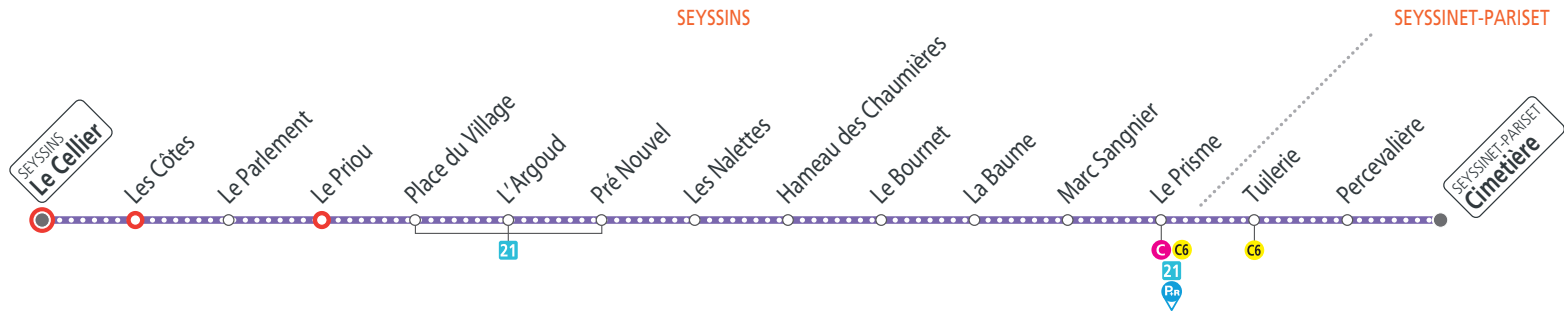 SEYSSINS
SEYSSINET-PARISET
SEYSSINS
Le Cellier
Les Côtes
Le Parlement
Le Priou
Place du Village
L'Argoud
Pré Nouvel
Les Nalettes
Hameau des Chaumières
Le Bournet
La Baume
Marc Sangnier
Le Prisme
Tuilerie
Percevalière
SEYSSINET-PARISET
Cimetière
21
C C6
21
P+R
C6